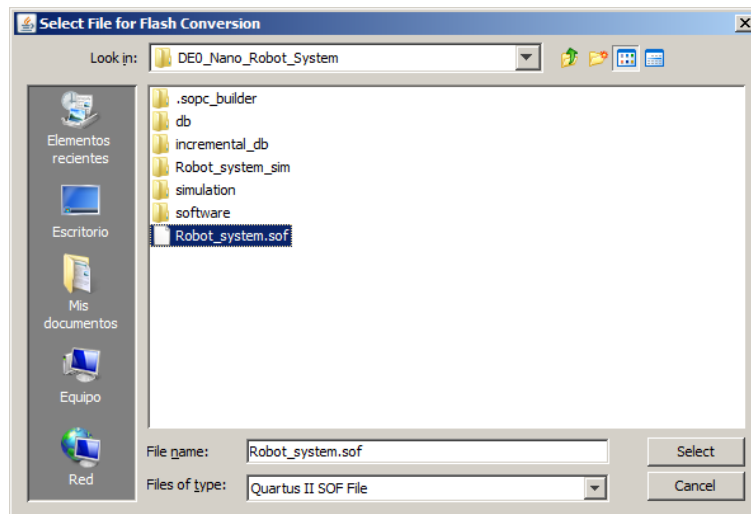 Select File for Flash Conversion
Look in:
DE0_Nano_Robot_System
Elementos
recientes
Escritorio
Mis
documentos
Equipo
Red
.sopc_builder
db
incremental_db
Robot_system_sim
simulation
software
Robot_system.sof
File name:
Robot_system.sof
Select
Files of type:
Quartus II SOF File
Cancel